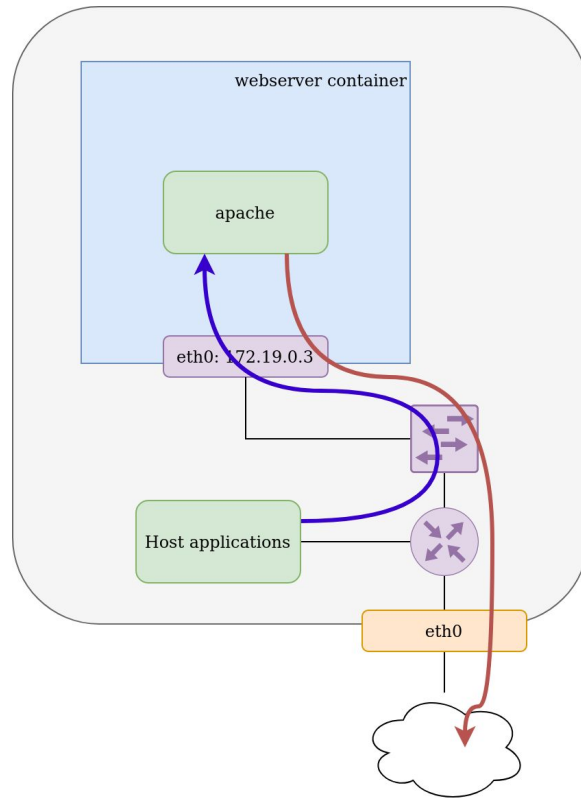 webserver container
apache
eth0: 172.19.0.3
Host applications
eth0